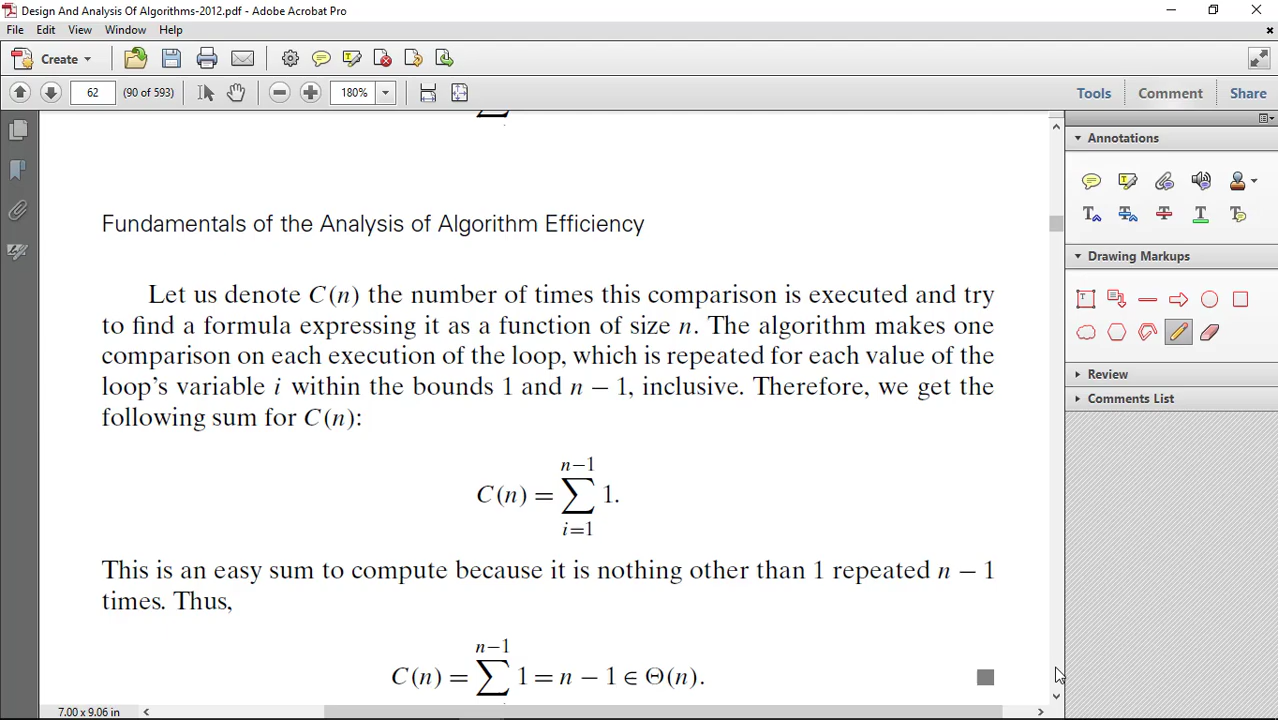 Design And Analysis Of Algorithms-2012.pdf - Adobe Acrobat Pro
File Edit View Window Help
Create
62 (90 of 593) 180% Tools Comment Share
Annotations
Fundamentals of the Analysis of Algorithm Efficiency
Drawing Markups
Let us denote C(n) the number of times this comparison is executed and try
to find a formula expressing it as a function of size n. The algorithm makes one
comparison on each execution of the loop, which is repeated for each value of the
loop's variable i within the bounds 1 and n − 1, inclusive. Therefore, we get the
following sum for C(n):
Review
Comments List
n−1
C(n) = ∑ 1.
i=1
This is an easy sum to compute because it is nothing other than 1 repeated n − 1
times. Thus,
n−1
C(n) = ∑ 1 = n − 1 ∈ Θ(n).
7.00 x 9.06 in